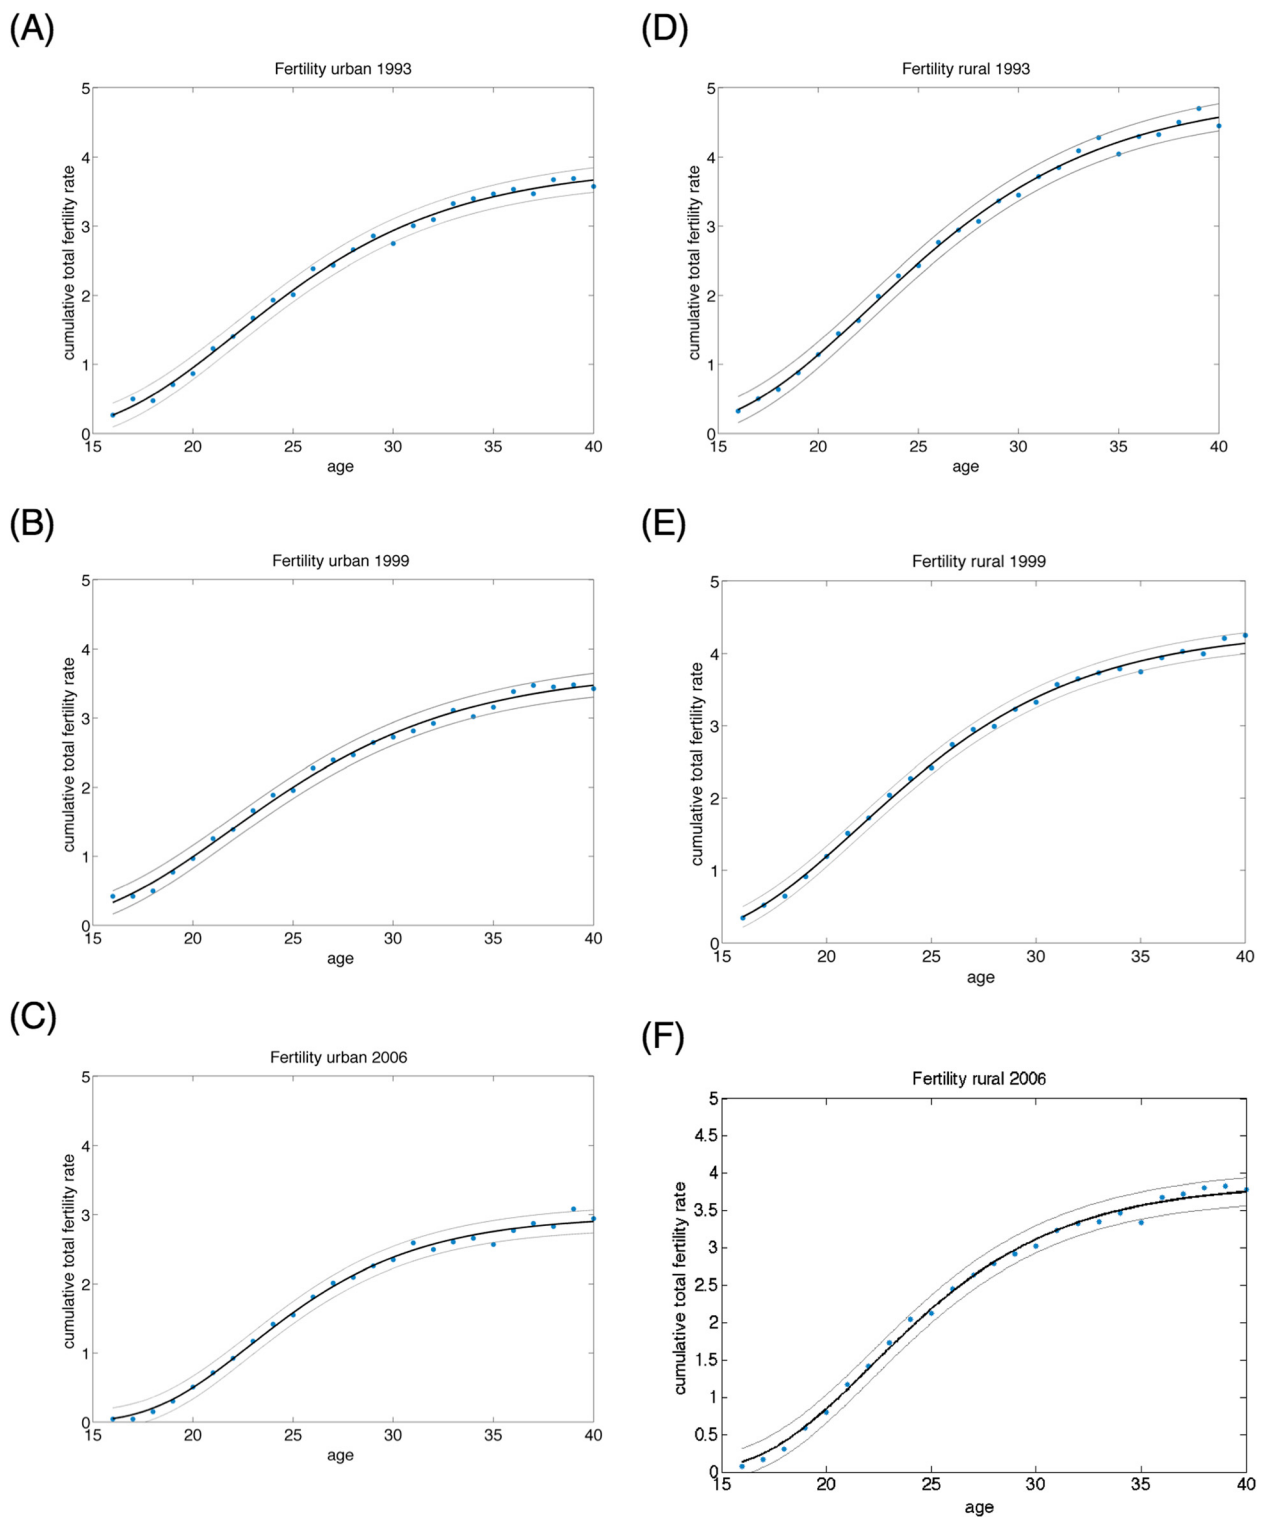 (A)
Fertility urban 1993
cumulative total fertility rate
5
4
3
2
1
0
15 20 25 30 35 40
age
(D)
Fertility rural 1993
cumulative total fertility rate
5
4
3
2
1
0
15 20 25 30 35 40
age
(B)
Fertility urban 1999
cumulative total fertility rate
5
4
3
2
1
0
15 20 25 30 35 40
age
(E)
Fertility rural 1999
cumulative total fertility rate
5
4
3
2
1
0
15 20 25 30 35 40
age
(C)
Fertility urban 2006
cumulative total fertility rate
5
4
3
2
1
0
15 20 25 30 35 40
age
(F)
Fertility rural 2006
cumulative total fertility rate
5
4.5
4
3.5
3
2.5
2
1.5
1
0.5
0
15 20 25 30 35 40
age